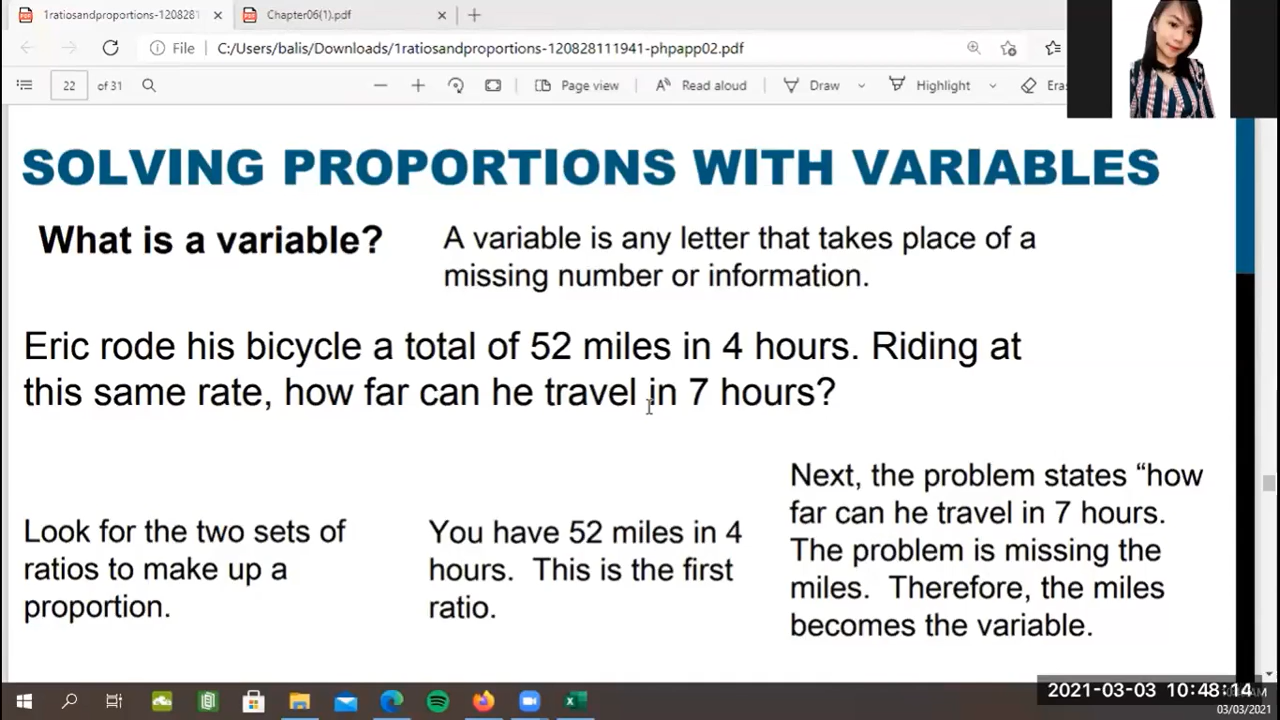 1ratiosandproportions-1208281
Chapter06(1).pdf
File
C:/Users/balis/Downloads/1ratiosandproportions-120828111941-phpapp02.pdf
22 of 31
Page view
Read aloud
Draw
Highlight
SOLVING PROPORTIONS WITH VARIABLES
What is a variable?
A variable is any letter that takes place of a
missing number or information.
Eric rode his bicycle a total of 52 miles in 4 hours. Riding at
this same rate, how far can he travel in 7 hours?
Look for the two sets of
ratios to make up a
proportion.
You have 52 miles in 4
hours. This is the first
ratio.
Next, the problem states “how
far can he travel in 7 hours.
The problem is missing the
miles. Therefore, the miles
becomes the variable.
2021-03-03 10:48:14
03/03/2021